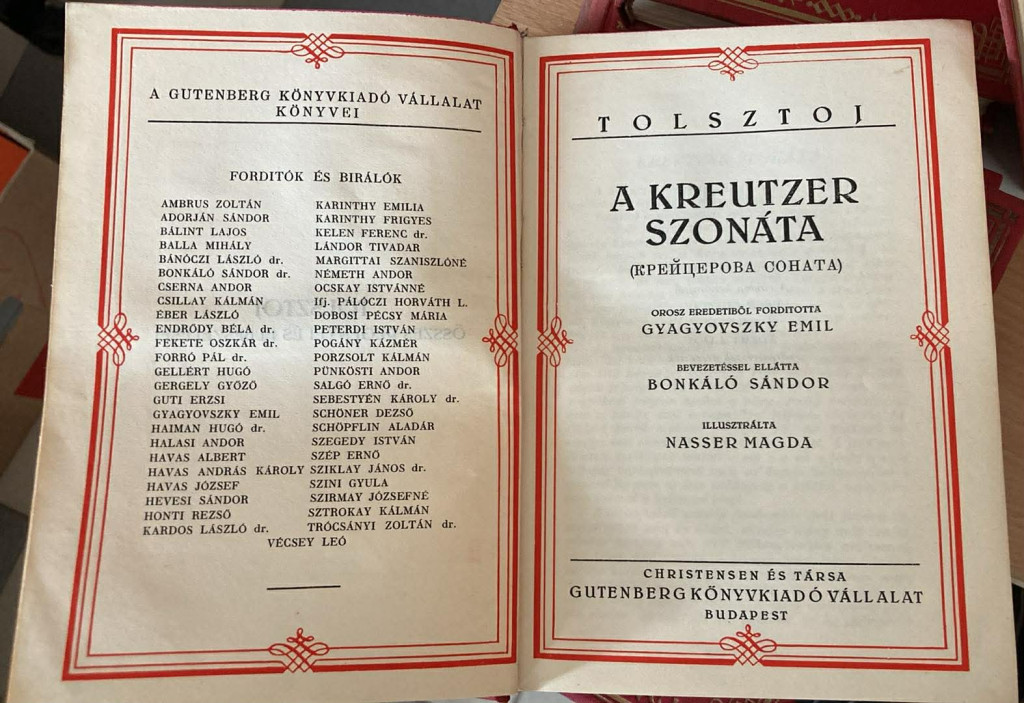 A GUTENBERG KÖNYVKIADÓ VÁLLALAT
KÖNYVEI
FORDITÓK ÉS BIRÁLÓK
AMBRUS ZOLTÁN
ADORJÁN SÁNDOR
BÁLINT LAJOS
BALLA MIHÁLY
BÁNÓCZI LÁSZLÓ dr.
BONKÁLÓ SÁNDOR dr.
CSERNA ANDOR
CSILLAY KÁLMÁN
ÉBER LÁSZLÓ
ENDRŐDY BÉLA dr.
FEKETE OSZKÁR dr.
FORRÓ PÁL dr.
GELLÉRT HUGÓ
GERGELY GYŐZŐ
GUTI ERZSI
GYAGYOVSZKY EMIL
HAIMAN HUGÓ dr.
HALASI ANDOR
HAVAS ALBERT
HAVAS ANDRÁS KÁROLY
HAVAS JÓZSEF
HEVESI SÁNDOR
HONTI REZSŐ
KARDOS LÁSZLÓ dr.
KARINTHY EMILIA
KARINTHY FRIGYES
KELEN FERENC dr.
LÁNDOR TIVADAR
MARGITTAI SZANISZLÓNÉ
NÉMETH ANDOR
OCSKAY ISTVÁNNÉ
Ifj. PÁLÓCZI HORVÁTH L.
DOBOSI PÉCSY MÁRIA
PETERDI ISTVÁN
POGÁNY KÁZMÉR
PORZSOLT KÁLMÁN
PÜNKÖSTI ANDOR
SALGÓ ERNŐ dr.
SEBESTYÉN KÁROLY dr.
SCHÖNER DEZSŐ
SCHÖPFLIN ALADÁR
SZEGEDY ISTVÁN
SZÉP ERNŐ
SZIKLAY JÁNOS dr.
SZINI GYULA
SZIRMAY JÓZSEFNÉ
SZTROKAY KÁLMÁN
TRÓCSÁNYI ZOLTÁN dr.
VÉCSEY LEÓ
TOLSZTOJ
A KREUTZER
SZONÁTA
(КРЕЙЦЕРОВА СОНАТА)
OROSZ EREDETIBŐL FORDITOTTA
GYAGYOVSZKY EMIL
BEVEZETÉSSEL ELLÁTTA
BONKÁLÓ SÁNDOR
ILLUSZTRÁLTA
NASSER MAGDA
CHRISTENSEN ÉS TÁRSA
GUTENBERG KÖNYVKIADÓ VÁLLALAT
BUDAPEST